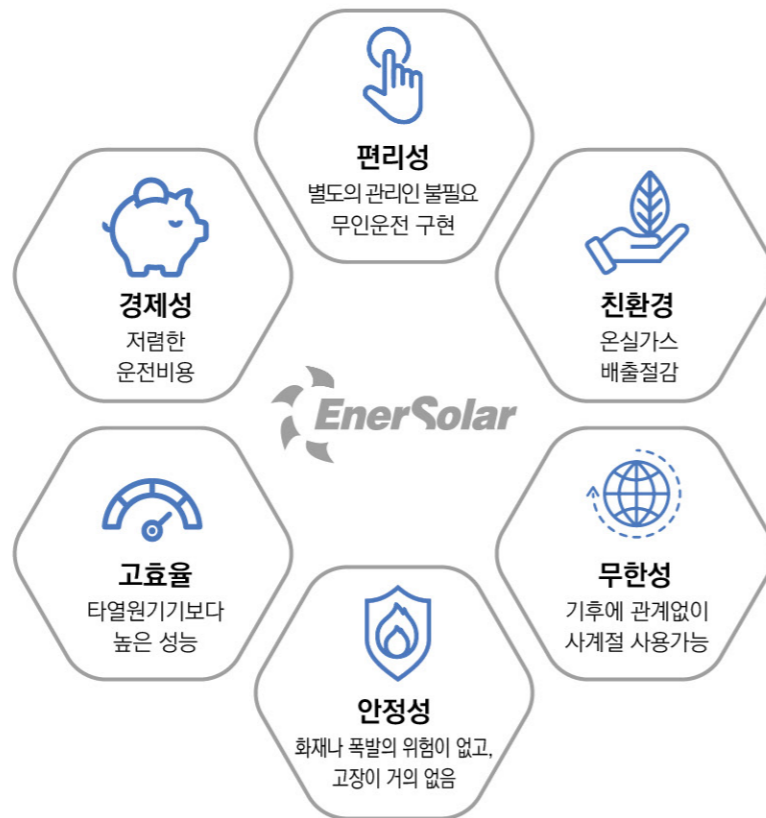 편리성
별도의 관리인 불필요
무인운전 구현
경제성
저렴한
운전비용
친환경
온실가스
배출절감
EnerSolar
고효율
타열원기기보다
높은 성능
무한성
기후에 관계없이
사계절 사용가능
안정성
화재나 폭발의 위험이 없고,
고장이 거의 없음